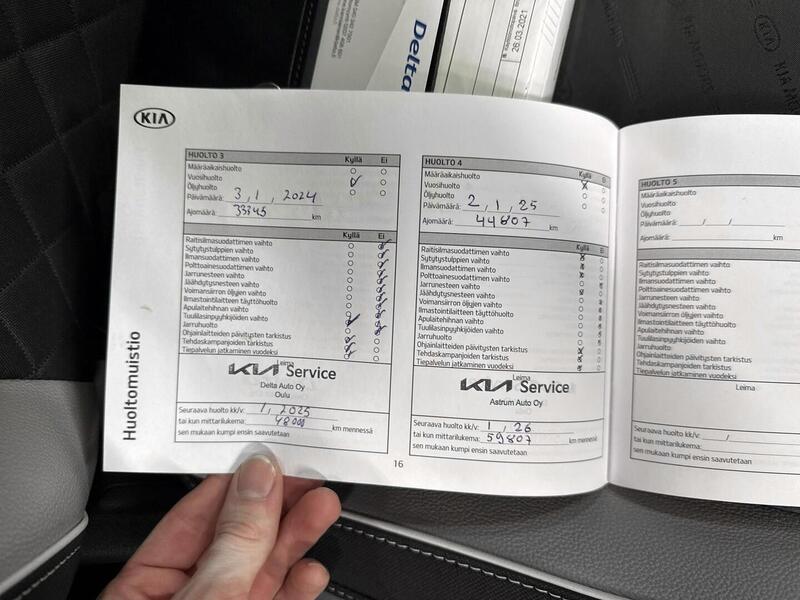 Delta
26.03.2021
KIA
KIA
Huoltomuistio
HUOLTO 3
Kyllä Ei
Määräaikaishuolto
Vuosihuolto
Öljyhuolto
Päivämäärä: 3, 1, 2024
Ajomäärä: 33345 km
Kyllä Ei
Raitisilmasuodattimen vaihto
Sytytystulppien vaihto
Ilmansuodattimen vaihto
Polttoainesuodattimen vaihto
Jarrunesteen vaihto
Jäähdytysnesteen vaihto
Voimansiirron öljyjen vaihto
Ilmastointilaitteen täyttöhuolto
Apulaitehihnan vaihto
Tuulilasinpyyhkijöiden vaihto
Jarruhuolto
Ohjainlaitteiden päivitysten tarkistus
Tehdaskampanjoiden tarkistus
Tiepalvelun jatkaminen vuodeksi
Leima
KIA Service
Delta Auto Oy
Oulu
Seuraava huolto kk/v: 1, 2025
tai kun mittarilukema: 48000 km mennessä
sen mukaan kumpi ensin saavutetaan
HUOLTO 4
Kyllä Ei
Määräaikaishuolto
Vuosihuolto
Öljyhuolto
Päivämäärä: 2, 1, 25
Ajomäärä: 44807 km
Kyllä Ei
Raitisilmasuodattimen vaihto
Sytytystulppien vaihto
Ilmansuodattimen vaihto
Polttoainesuodattimen vaihto
Jarrunesteen vaihto
Jäähdytysnesteen vaihto
Voimansiirron öljyjen vaihto
Ilmastointilaitteen täyttöhuolto
Apulaitehihnan vaihto
Tuulilasinpyyhkijöiden vaihto
Jarruhuolto
Ohjainlaitteiden päivitysten tarkistus
Tehdaskampanjoiden tarkistus
Tiepalvelun jatkaminen vuodeksi
Leima
KIA Service
Astrum Auto Oy
Seuraava huolto kk/v: 1, 26
tai kun mittarilukema: 59807 km mennessä
sen mukaan kumpi ensin saavutetaan
16
HUOLTO 5
Määräaikaishuolto
Vuosihuolto
Öljyhuolto
Päivämäärä: / /
Ajomäärä: km
Raitisilmasuodattimen vaihto
Sytytystulppien vaihto
Ilmansuodattimen vaihto
Polttoainesuodattimen vaihto
Jarrunesteen vaihto
Jäähdytysnesteen vaihto
Voimansiirron öljyjen vaihto
Ilmastointilaitteen täyttöhuolto
Apulaitehihnan vaihto
Tuulilasinpyyhkijöiden vaihto
Jarruhuolto
Ohjainlaitteiden päivitysten tarkistus
Tehdaskampanjoiden tarkistus
Tiepalvelun jatkaminen vuodeksi
Leima
Seuraava huolto kk/v: /
tai kun mittarilukema:
sen mukaan kumpi ensin saavutetaan